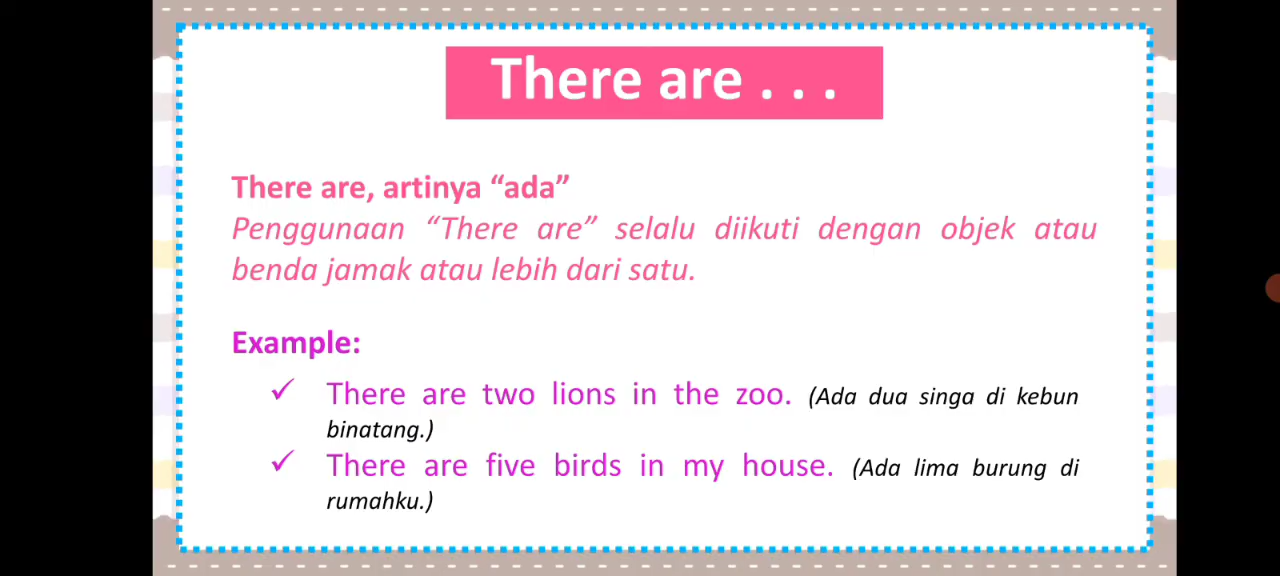 There are . . .
There are, artinya “ada”
Penggunaan “There are” selalu diikuti dengan objek atau
benda jamak atau lebih dari satu.
Example:
✓ There are two lions in the zoo. (Ada dua singa di kebun
binatang.)
✓ There are five birds in my house. (Ada lima burung di
rumahku.)